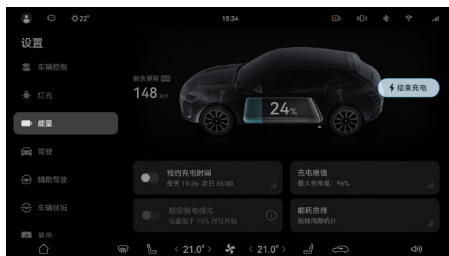 22°
15:34
设置
车辆控制
剩余里程
148 km
灯光
结束充电
24%
能量
驾驶
预约充电时间
每天 19:26-次日 06:00
充电限值
最大充电量: 96%
辅助驾驶
车辆状况
超级省电模式
电量低于 15% 时可开启
能耗曲线
能耗周期统计
21.0°
21.0°